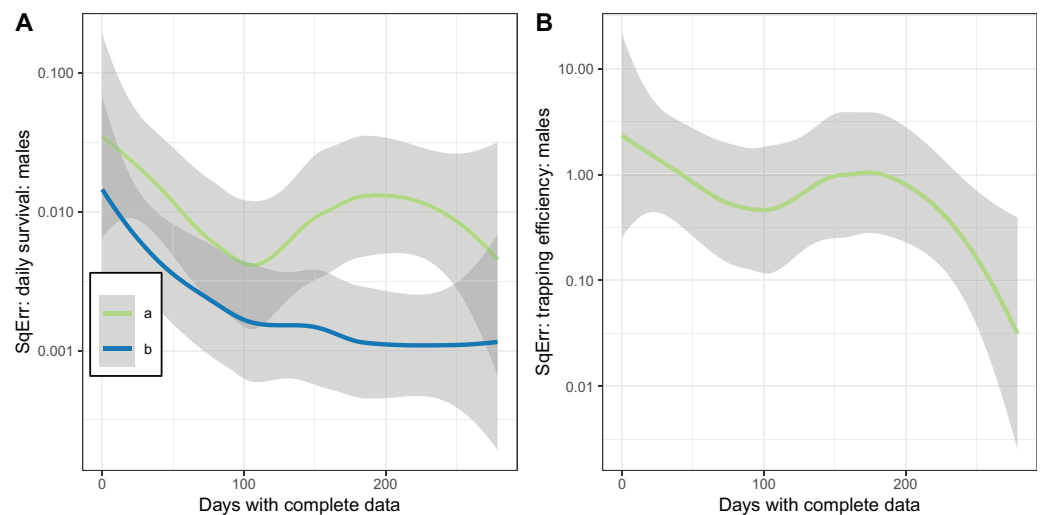 A
SqErr: daily survival: males
0.100
0.010
0.001
a
b
0
100
200
Days with complete data
B
SqErr: trapping efficiency: males
10.00
1.00
0.10
0.01
0
100
200
Days with complete data